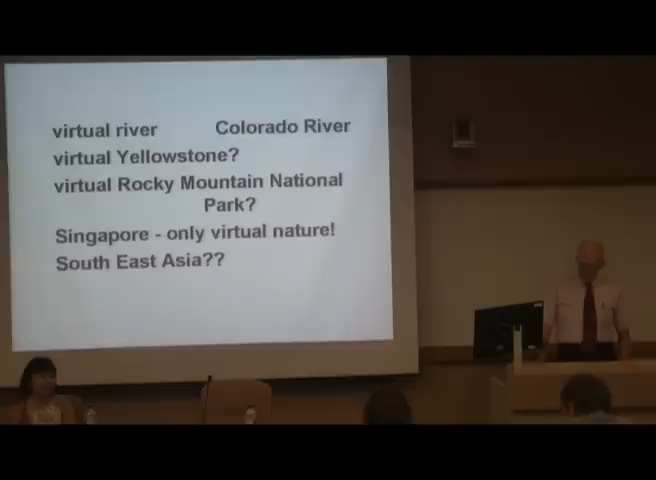 virtual river Colorado River
virtual Yellowstone?
virtual Rocky Mountain National
Park?
Singapore - only virtual nature!
South East Asia??